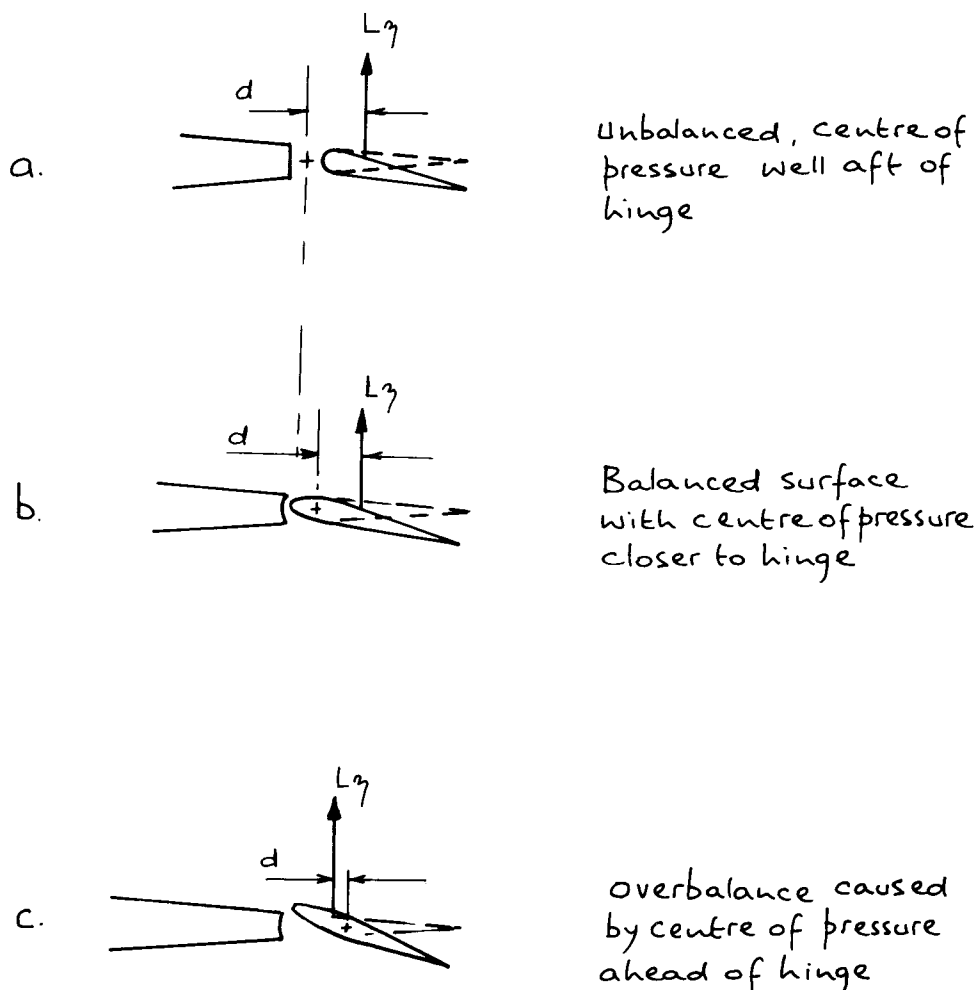 Lη
d
a.
Unbalanced, centre of
pressure well aft of
hinge
Lη
d
b.
Balanced surface
with centre of pressure
closer to hinge
Lη
d
c.
overbalance caused
by centre of pressure
ahead of hinge